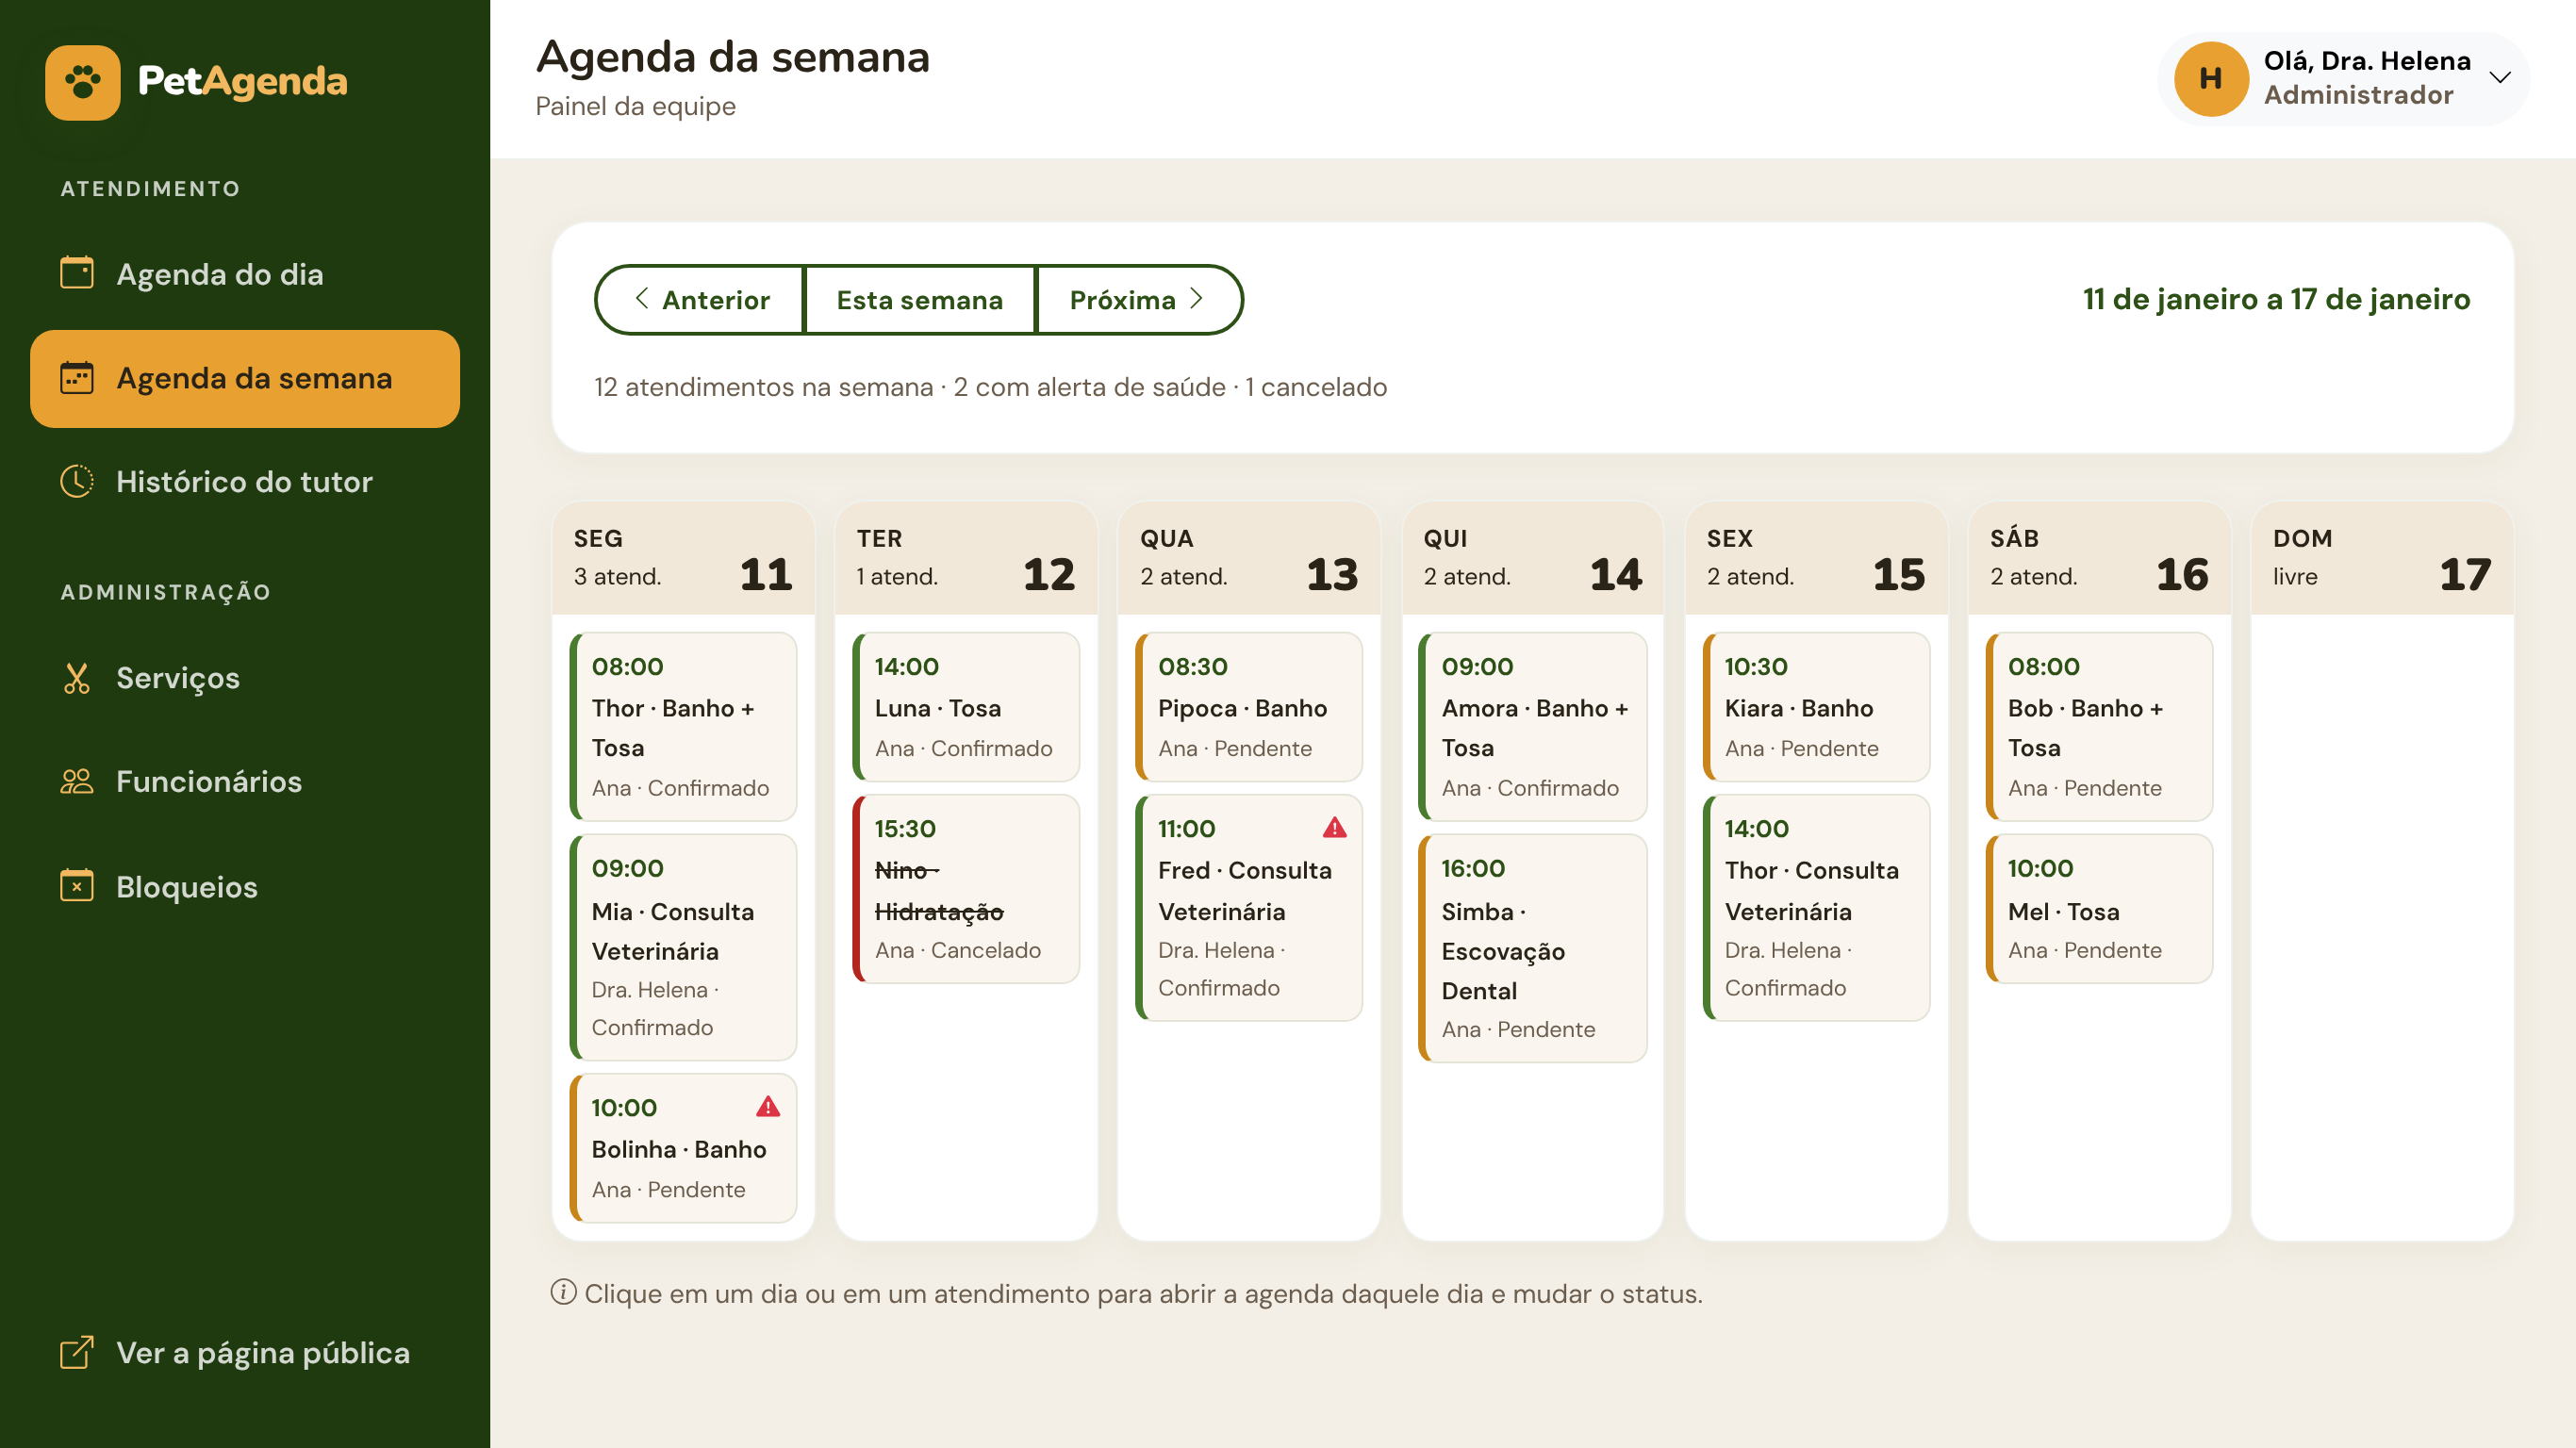 PetAgenda
ATENDIMENTO
Agenda do dia
Agenda da semana
Histórico do tutor
ADMINISTRAÇÃO
Serviços
Funcionários
Bloqueios
Ver a página pública
Agenda da semana
Painel da equipe
H
Olá, Dra. Helena
Administrador
Anterior
Esta semana
Próxima
11 de janeiro a 17 de janeiro
12 atendimentos na semana · 2 com alerta de saúde · 1 cancelado
SEG
3 atend.
11
08:00
Thor · Banho +
Tosa
Ana · Confirmado
09:00
Mia · Consulta
Veterinária
Dra. Helena ·
Confirmado
10:00
Bolinha · Banho
Ana · Pendente
TER
1 atend.
12
14:00
Luna · Tosa
Ana · Confirmado
15:30
Nino ·
Hidratação
Ana · Cancelado
QUA
2 atend.
13
08:30
Pipoca · Banho
Ana · Pendente
11:00
Fred · Consulta
Veterinária
Dra. Helena ·
Confirmado
QUI
2 atend.
14
09:00
Amora · Banho +
Tosa
Ana · Confirmado
16:00
Simba ·
Escovação
Dental
Ana · Pendente
SEX
2 atend.
15
10:30
Kiara · Banho
Ana · Pendente
14:00
Thor · Consulta
Veterinária
Dra. Helena ·
Confirmado
SÁB
2 atend.
16
08:00
Bob · Banho +
Tosa
Ana · Pendente
10:00
Mel · Tosa
Ana · Pendente
DOM
livre
17
Clique em um dia ou em um atendimento para abrir a agenda daquele dia e mudar o status.